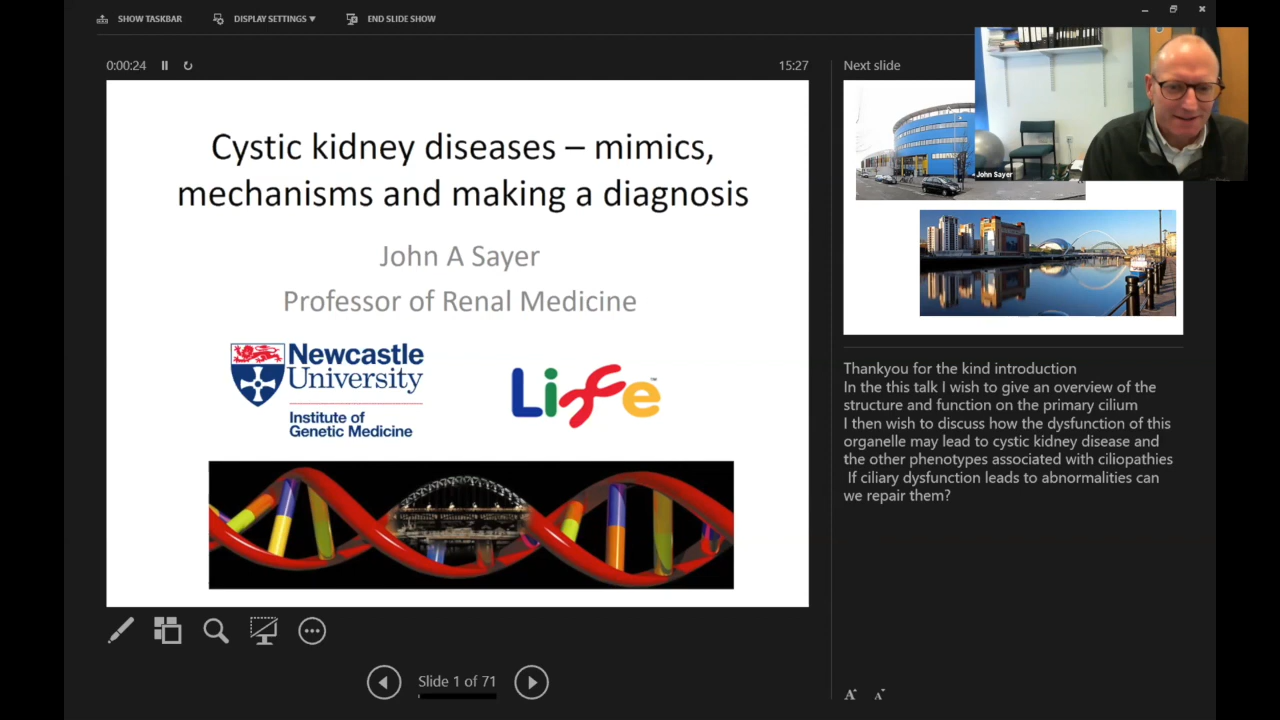 SHOW TASKBAR
DISPLAY SETTINGS ▼
END SLIDE SHOW
0:00:24
15:27
Next slide
Cystic kidney diseases – mimics,
mechanisms and making a diagnosis
John A Sayer
Professor of Renal Medicine
Newcastle
University
Institute of
Genetic Medicine
Life™
John Sayer
Thankyou for the kind introduction
In the this talk I wish to give an overview of the
structure and function on the primary cilium
I then wish to discuss how the dysfunction of this
organelle may lead to cystic kidney disease and
the other phenotypes associated with ciliopathies
If ciliary dysfunction leads to abnormalities can
we repair them?
Slide 1 of 71
A A